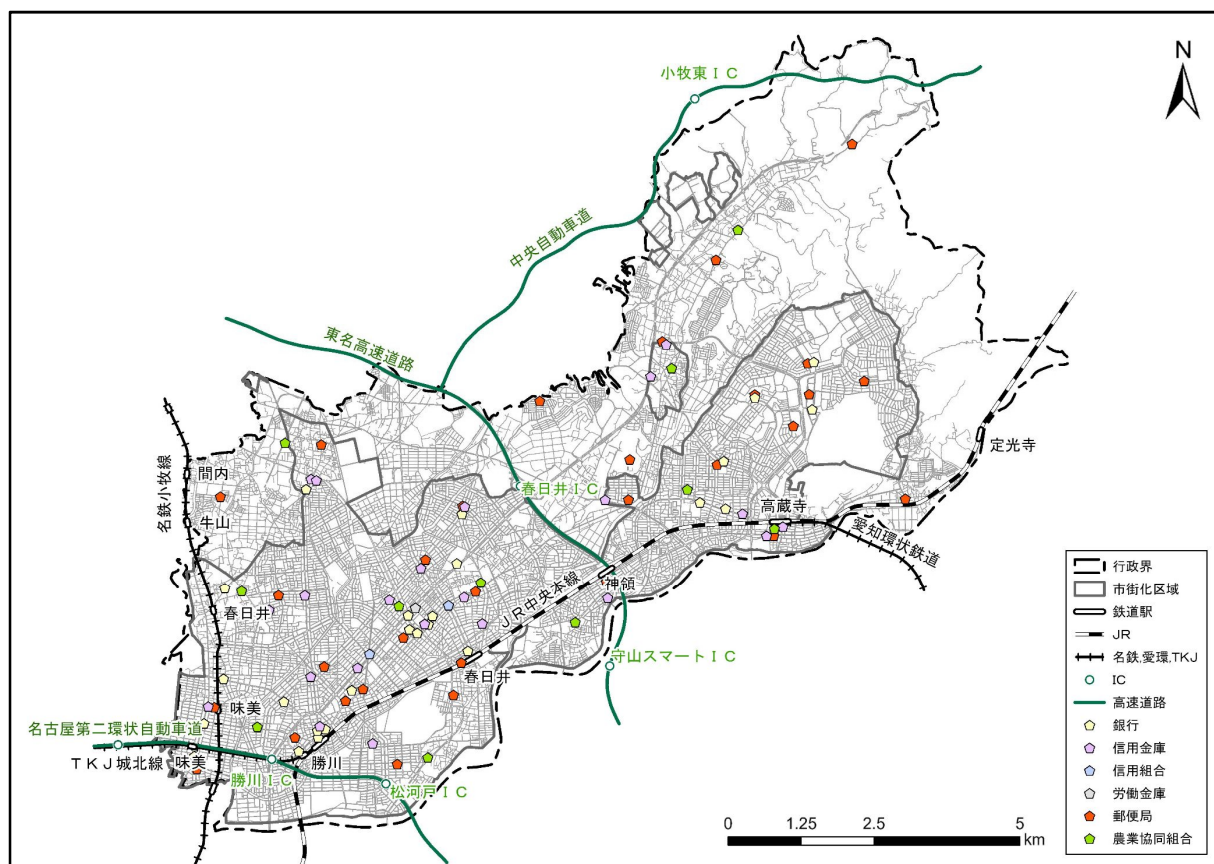 N
小牧東ＩＣ
中央自動車道
東名高速道路
定光寺
名鉄小牧線
間内
春日井ＩＣ
牛山
高蔵寺
愛知環状鉄道
神領
ＪＲ中央本線
春日井
守山スマートＩＣ
春日井
味美
名古屋第二環状自動車道
ＴＫＪ城北線
味美
勝川
勝川ＩＣ
松河戸ＩＣ
行政界
市街化区域
鉄道駅
JR
名鉄,愛環,TKJ
IC
高速道路
銀行
信用金庫
信用組合
労働金庫
郵便局
農業協同組合
0 1.25 2.5 5
km